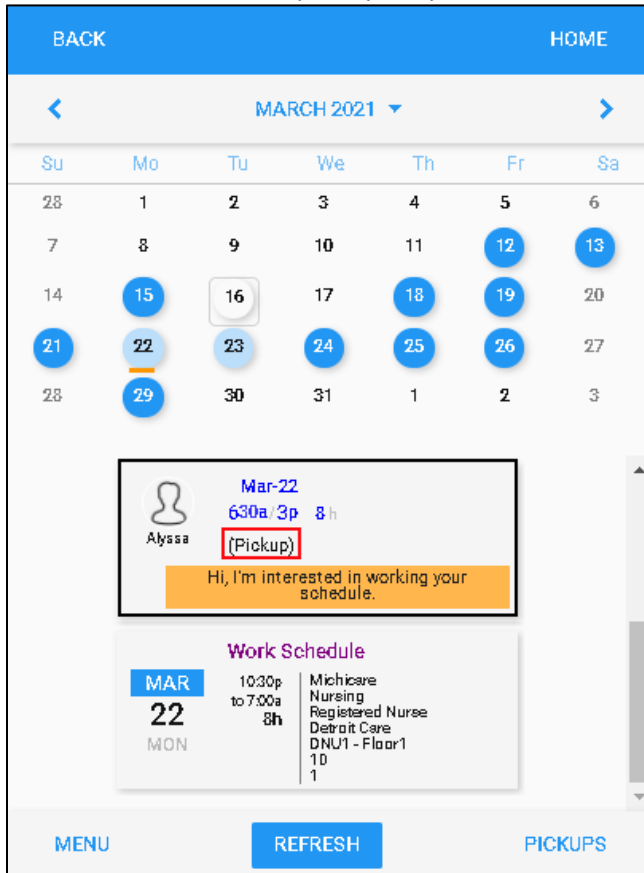 BACK HOME
MARCH 2021
Su Mo Tu We Th Fr Sa
28 1 2 3 4 5 6
7 8 9 10 11 12 13
14 15 16 17 18 19 20
21 22 23 24 25 26 27
28 29 30 31 1 2 3
Mar-22
630a/3p 8h
Alyssa
(Pickup)
Hi, I'm interested in working your
schedule.
Work Schedule
MAR
22
MON
10:30p
to 7:00a
8h
Michicare
Nursing
Registered Nurse
Detroit Care
DNU1 - Floor1
10
1
MENU REFRESH PICKUPS